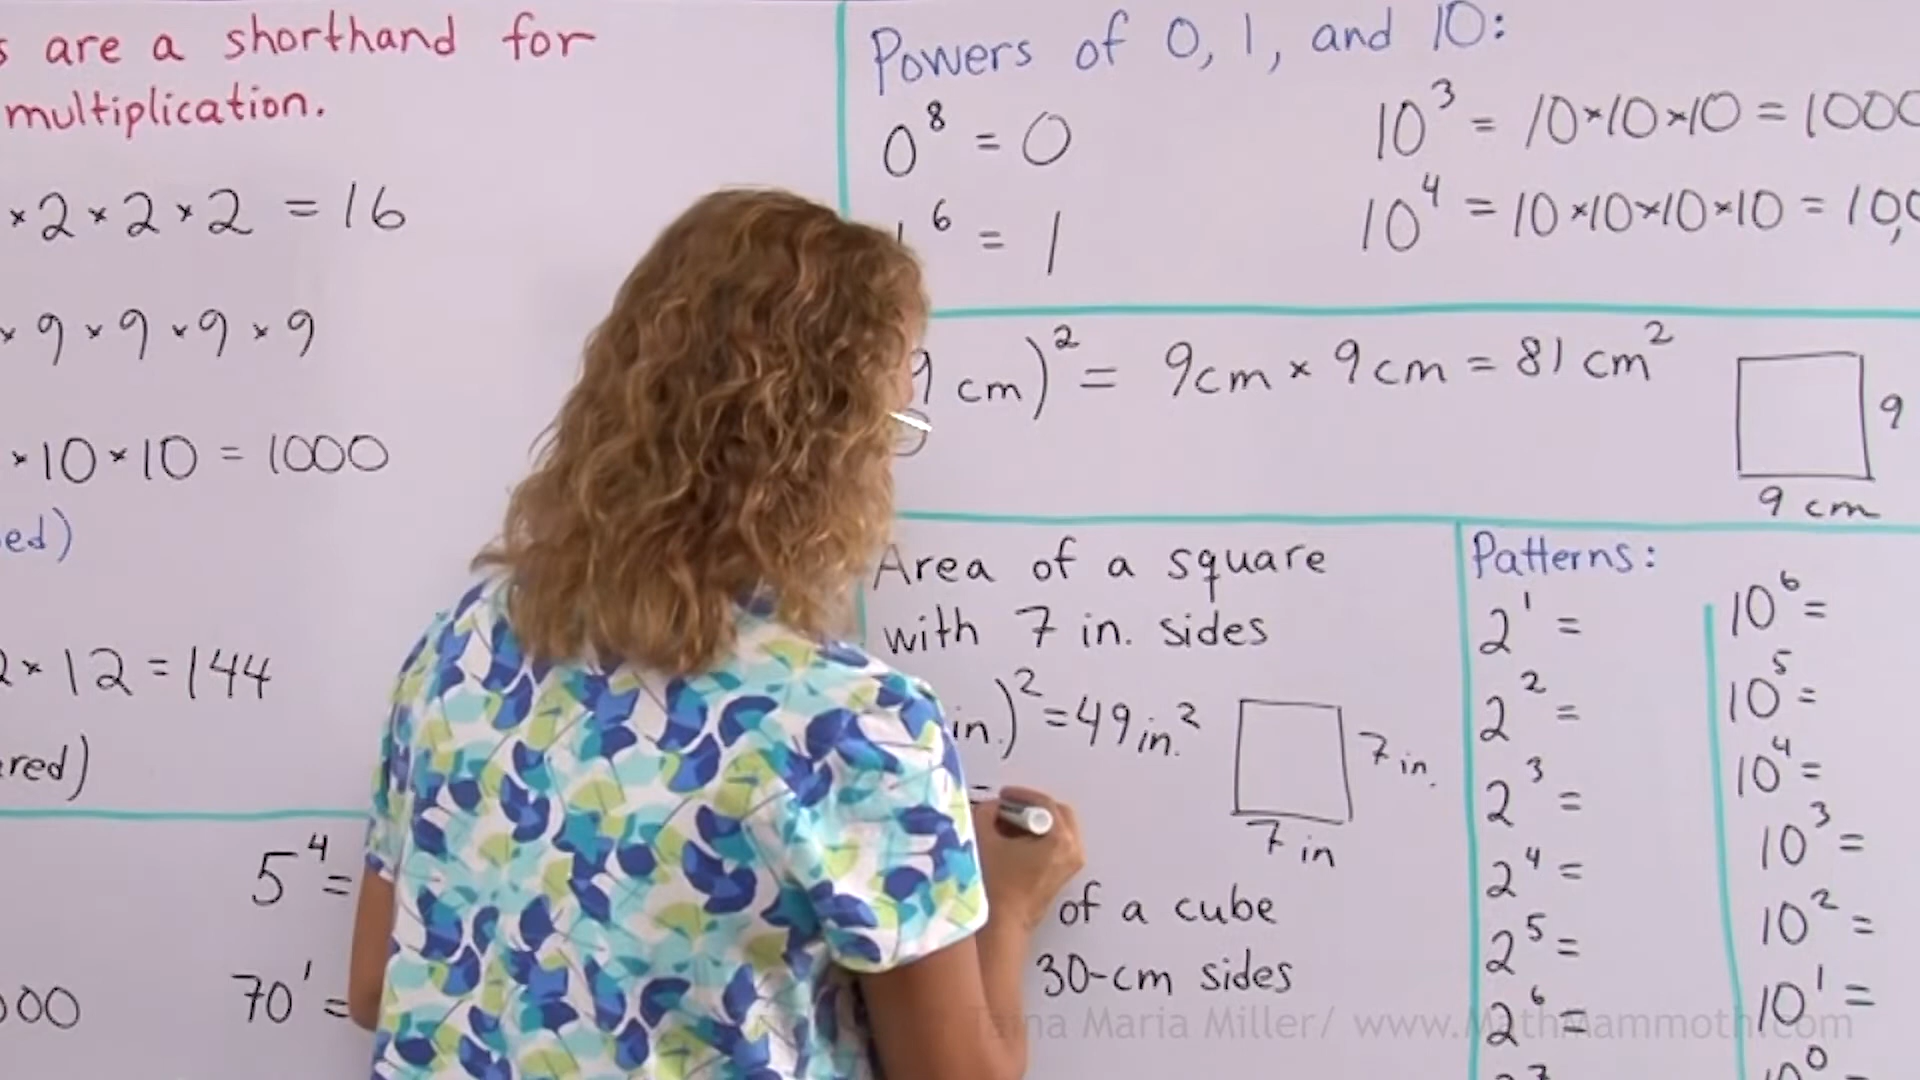 are a shorthand for
multiplication.
×2×2×2 = 16
×9×9×9×9
×10×10 = 1000
ed)
2×12=144
red)
5⁴=
000
70¹=
Powers of 0, 1, and 10:
0⁸ = 0
10³ = 10×10×10 = 1000
⁶ = 1
10⁴ = 10×10×10×10 = 10,0
9 cm)² = 9cm × 9cm = 81 cm²
9
9 cm
Area of a square
with 7 in. sides
in.)²=49in.²
7 in.
7 in
of a cube
30-cm sides
Patterns:
2¹ =
2² =
2³ =
2⁴ =
2⁵ =
2⁶ =
10⁶=
10⁵=
10⁴=
10³=
10²=
10¹=
10⁰=
Maria Miller/ www.MathMammoth.com